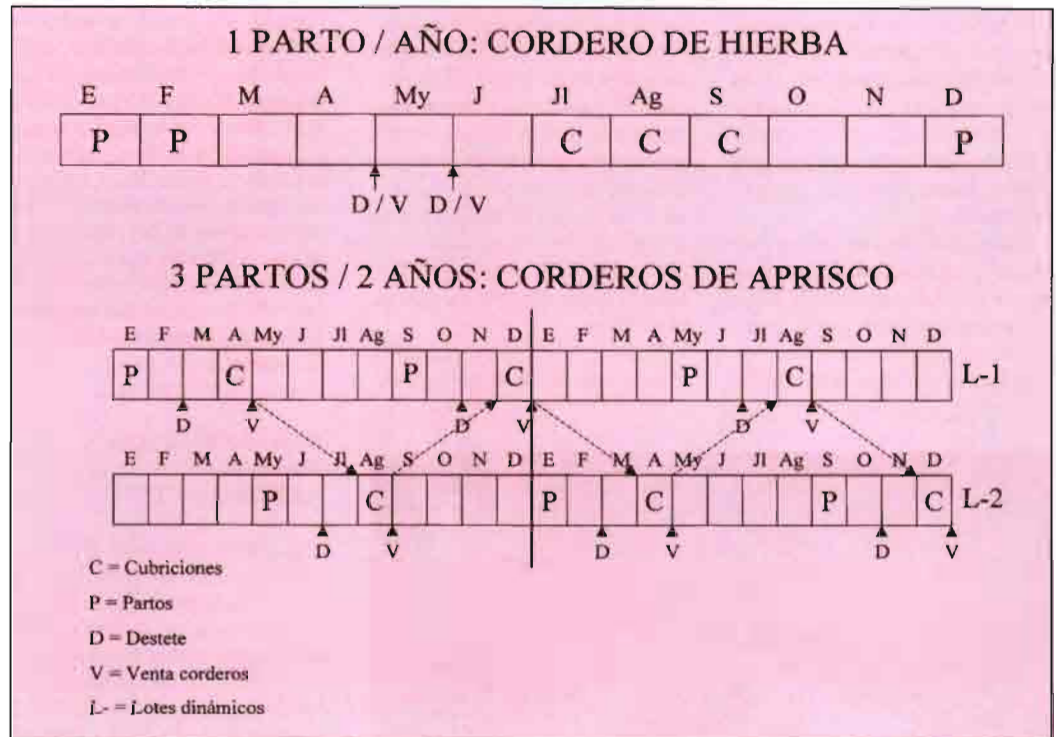 1 PARTO / AÑO: CORDERO DE HIERBA
E F M A My J Jl Ag S O N D
P P C C C P
D / V D / V
3 PARTOS / 2 AÑOS: CORDEROS DE APRISCO
E F M A My J Jl Ag S O N D E F M A My J Jl Ag S O N D
P C P C P C L-1
D V D V D V
E F M A My J Jl Ag S O N D E F M A My J Jl Ag S O N D
P C P C P C L-2
D V D V D V
C = Cubriciones
P = Partos
D = Destete
V = Venta corderos
L- = Lotes dinámicos